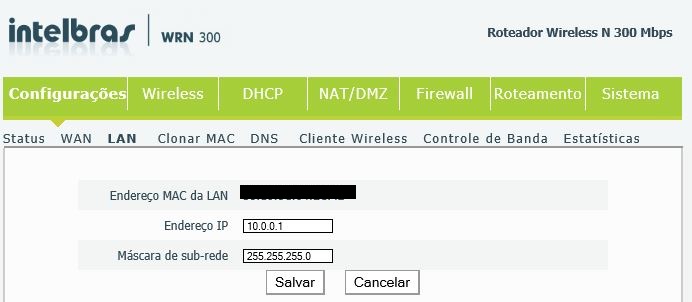 intelbras WRN 300 Roteador Wireless N 300 Mbps
Configurações Wireless DHCP NAT/DMZ Firewall Roteamento Sistema
Status WAN LAN Clonar MAC DNS Cliente Wireless Controle de Banda Estatísticas
Endereço MAC da LAN
Endereço IP 10.0.0.1
Máscara de sub-rede 255.255.255.0
Salvar Cancelar